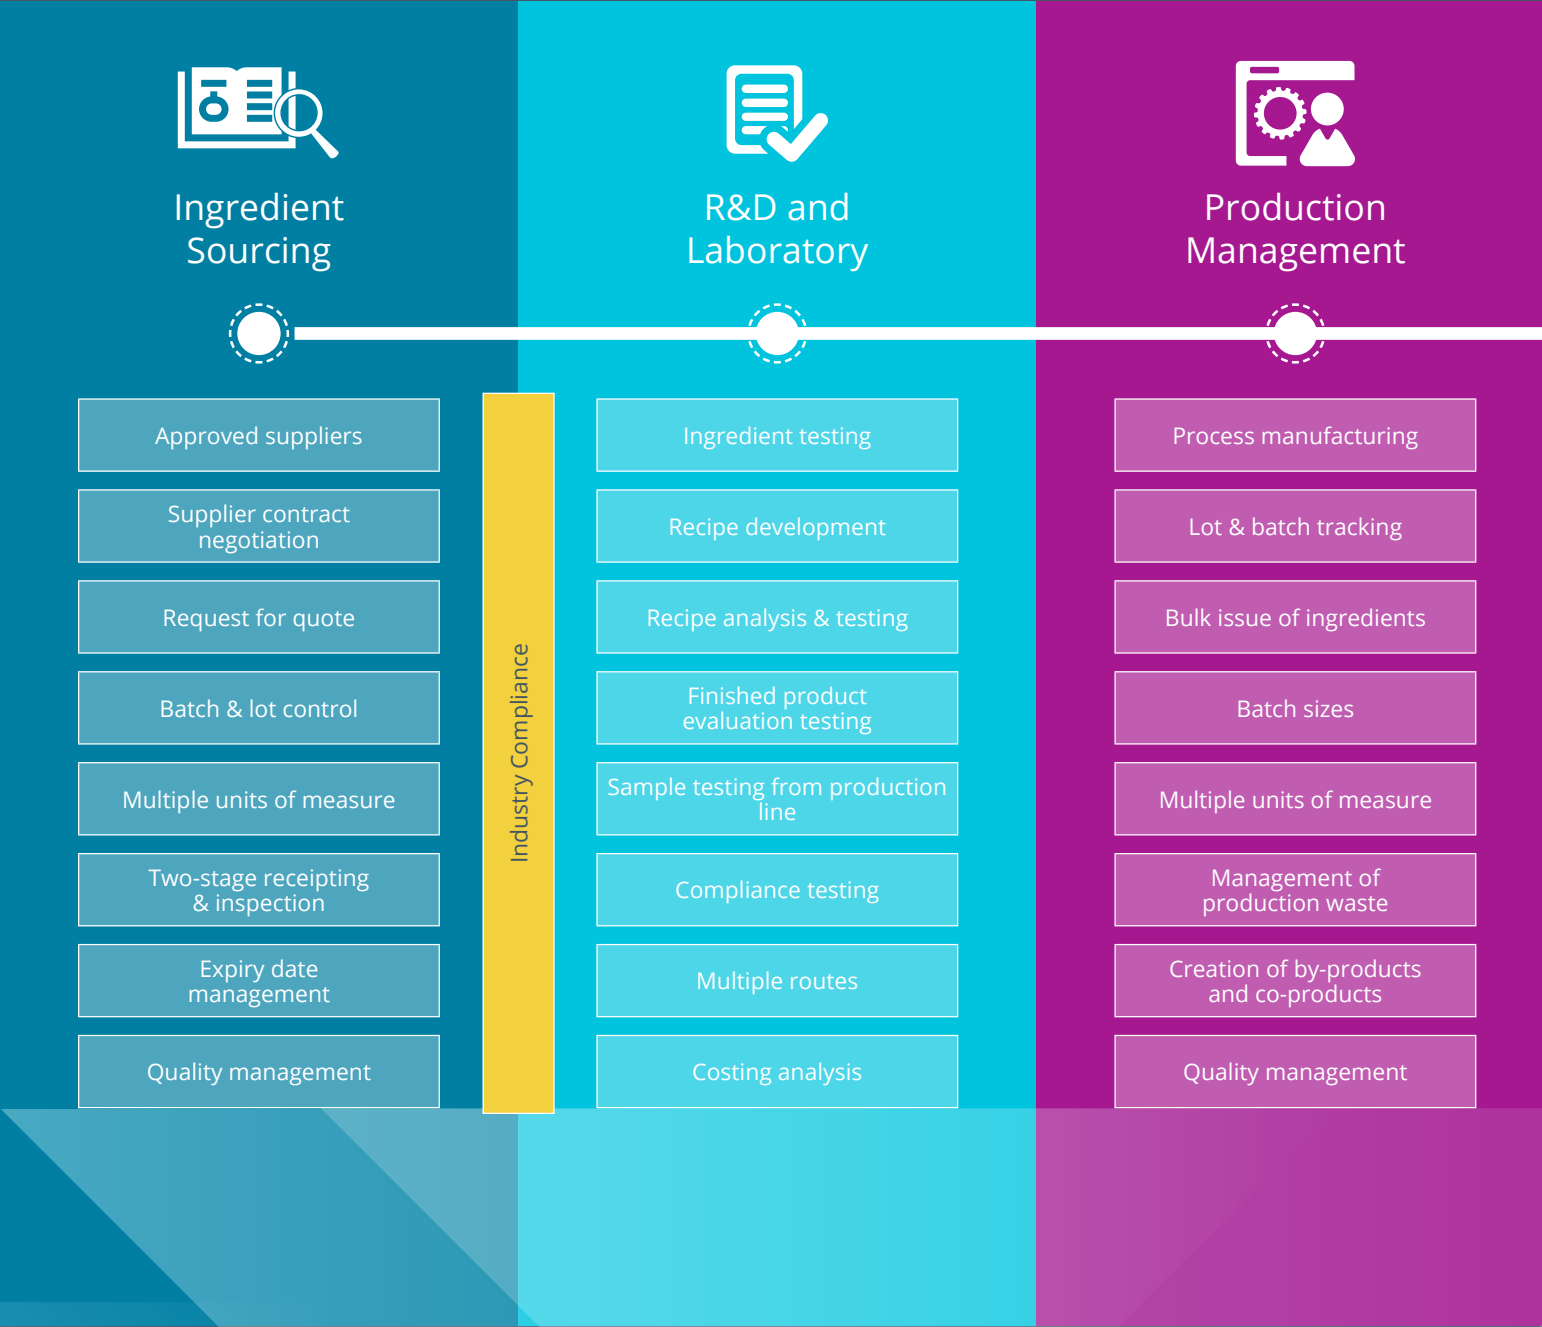 Ingredient
Sourcing
Approved suppliers
Supplier contract
negotiation
Request for quote
Batch & lot control
Multiple units of measure
Two-stage receipting
& inspection
Expiry date
management
Quality management
Industry Compliance
R&D and
Laboratory
Ingredient testing
Recipe development
Recipe analysis & testing
Finished product
evaluation testing
Sample testing from production
line
Compliance testing
Multiple routes
Costing analysis
Production
Management
Process manufacturing
Lot & batch tracking
Bulk issue of ingredients
Batch sizes
Multiple units of measure
Management of
production waste
Creation of by-products
and co-products
Quality management